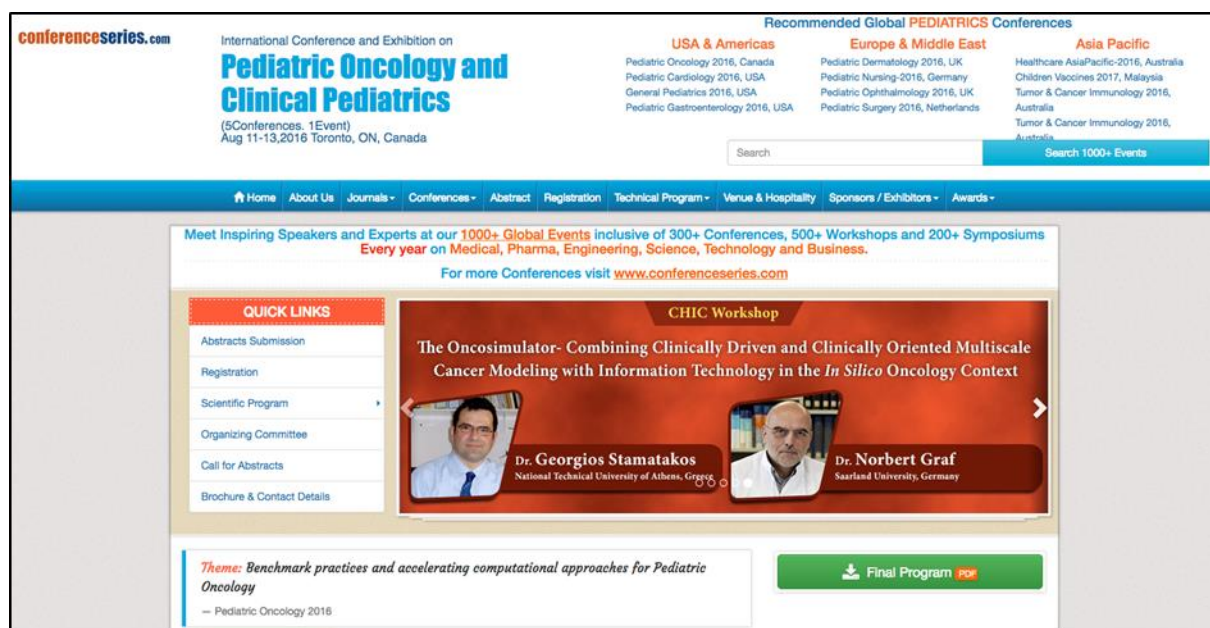 conferenceseries.com
International Conference and Exhibition on
Pediatric Oncology and
Clinical Pediatrics
(5Conferences. 1Event)
Aug 11-13,2016 Toronto, ON, Canada
Recommended Global PEDIATRICS Conferences
USA & Americas
Pediatric Oncology 2016, Canada
Pediatric Cardiology 2016, USA
General Pediatrics 2016, USA
Pediatric Gastroenterology 2016, USA
Europe & Middle East
Pediatric Dermatology 2016, UK
Pediatric Nursing-2016, Germany
Pediatric Ophthalmology 2016, UK
Pediatric Surgery 2016, Netherlands
Asia Pacific
Healthcare AsiaPacific-2016, Australia
Children Vaccines 2017, Malaysia
Tumor & Cancer Immunology 2016,
Australia
Tumor & Cancer Immunology 2016,
Australia
Search
Search 1000+ Events
Home About Us Journals Conferences Abstract Registration Technical Program Venue & Hospitality Sponsors / Exhibitors Awards
Meet Inspiring Speakers and Experts at our 1000+ Global Events inclusive of 300+ Conferences, 500+ Workshops and 200+ Symposiums
Every year on Medical, Pharma, Engineering, Science, Technology and Business.
For more Conferences visit www.conferenceseries.com
QUICK LINKS
Abstracts Submission
Registration
Scientific Program
Organizing Committee
Call for Abstracts
Brochure & Contact Details
CHIC Workshop
The Oncosimulator- Combining Clinically Driven and Clinically Oriented Multiscale
Cancer Modeling with Information Technology in the In Silico Oncology Context
Dr. Georgios Stamatakos
National Technical University of Athens, Greece
Dr. Norbert Graf
Saarland University, Germany
Theme: Benchmark practices and accelerating computational approaches for Pediatric
Oncology
— Pediatric Oncology 2016
Final Program PDF